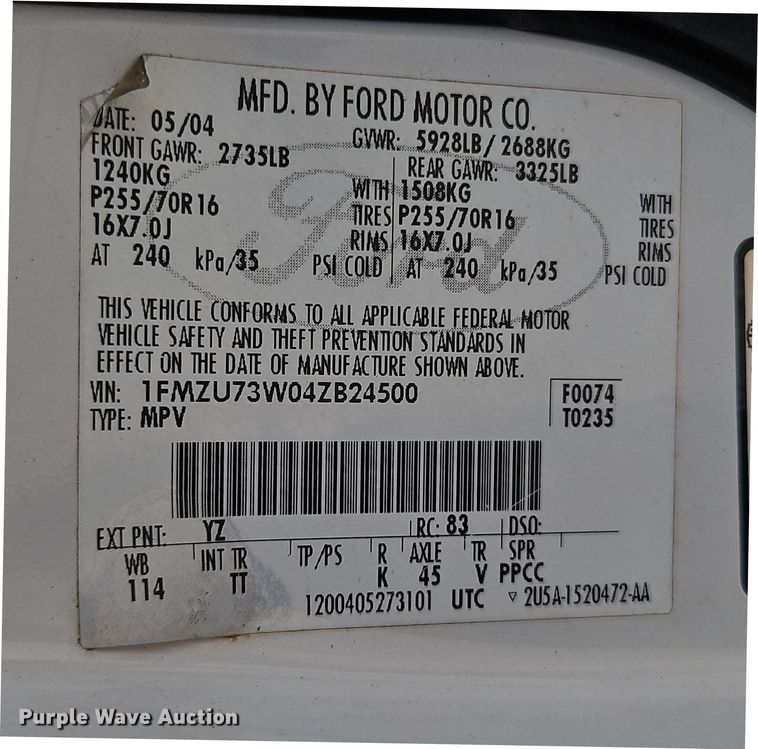 MFD. BY FORD MOTOR CO.
DATE: 05/04 GVWR: 5928LB/2688KG
FRONT GAWR: 2735LB REAR GAWR: 3325LB
1240KG WITH 1508KG WITH
P255/70R16 TIRES P255/70R16 TIRES
16X7.0J RIMS 16X7.0J RIMS
AT 240 kPa/35 PSI COLD AT 240 kPa/35 PSI COLD
Ford
THIS VEHICLE CONFORMS TO ALL APPLICABLE FEDERAL MOTOR
VEHICLE SAFETY AND THEFT PREVENTION STANDARDS IN
EFFECT ON THE DATE OF MANUFACTURE SHOWN ABOVE.
VIN: 1FMZU73W04ZB24500 F0074
TYPE: MPV T0235
EXT PNT: YZ RC: 83 DSO:
WB INT TR TP/PS R AXLE TR SPR
114 TT K 45 V PPCC
1200405273101 UTC ▽ 2U5A-1520472-AA
Purple Wave Auction